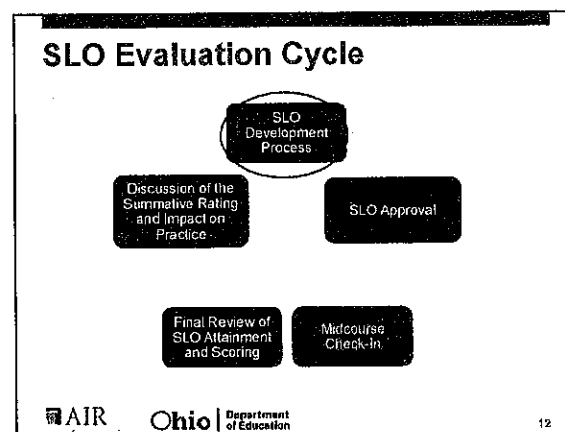 SLO Evaluation Cycle
SLO
Development
Process
Discussion of the
Summative Rating
and Impact on
Practice
SLO Approval
Final Review of
SLO Attainment
and Scoring
Midcourse
Check-In
AIR
Ohio
Department
of Education
12